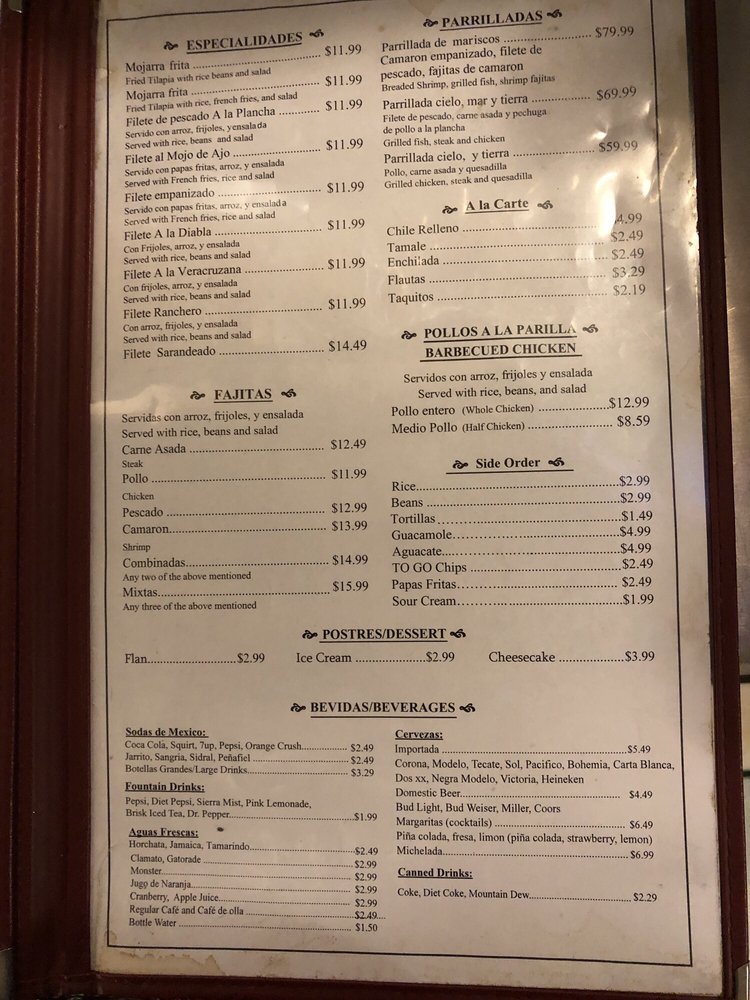 ESPECIALIDADES
Mojarra frita ........ $11.99
Fried Tilapia with rice beans and salad
Mojarra frita ........ $11.99
Fried Tilapia with rice, french fries, and salad
Filete de pescado A la Plancha ........ $11.99
Servido con arroz, frijoles, yensalada
Served with rice, beans and salad
Filete al Mojo de Ajo ........ $11.99
Servido con papas fritas, arroz, y ensalada
Served with French fries, rice and salad
Filete empanizado ........ $11.99
Servido con papas fritas, arroz, y ensalada
Served with French fries, rice and salad
Filete A la Diabla ........ $11.99
Con Frijoles, arroz, y ensalada
Served with rice, beans and salad
Filete A la Veracruzana ........ $11.99
Con frijoles, arroz, y ensalada
Served with rice, beans and salad
Filete Ranchero ........ $11.99
Con arroz, frijoles, y ensalada
Served with rice, beans and salad
Filete Sarandeado ........ $14.49
FAJITAS
Servidas con arroz, frijoles, y ensalada
Served with rice, beans and salad
Carne Asada ........ $12.49
Steak
Pollo ........ $11.99
Chicken
Pescado ........ $12.99
Camaron........ $13.99
Shrimp
Combinadas........ $14.99
Any two of the above mentioned
Mixtas........ $15.99
Any three of the above mentioned
PARRILLADAS
Parrillada de mariscos ........ $79.99
Camaron empanizado, filete de
pescado, fajitas de camaron
Breaded Shrimp, grilled fish, shrimp fajitas
Parrillada cielo, mar y tierra ........ $69.99
Filete de pescado, carne asada y pechuga
de pollo a la plancha
Grilled fish, steak and chicken
Parrillada cielo, y tierra ........ $59.99
Pollo, carne asada y quesadilla
Grilled chicken, steak and quesadilla
A la Carte
Chile Relleno ........ 4.99
Tamale ........ $2.49
Enchilada ........ $2.49
Flautas ........ $3.29
Taquitos ........ $2.19
POLLOS A LA PARILLA
BARBECUED CHICKEN
Servidos con arroz, frijoles y ensalada
Served with rice, beans, and salad
Pollo entero (Whole Chicken) ........$12.99
Medio Pollo (Half Chicken) ........ $8.59
Side Order
Rice........$2.99
Beans ........$2.99
Tortillas ........$1.49
Guacamole........$4.99
Aguacate........$4.99
TO GO Chips ........$2.49
Papas Fritas........ $2.49
Sour Cream........ $1.99
POSTRES/DESSERT
Flan........$2.99 Ice Cream ........$2.99 Cheesecake ........$3.99
BEVIDAS/BEVERAGES
Sodas de Mexico:
Coca Cola, Squirt, 7up, Pepsi, Orange Crush........ $2.49
Jarrito, Sangria, Sidral, Peñafiel ........ $2.49
Botellas Grandes/Large Drinks........ $3.29
Fountain Drinks:
Pepsi, Diet Pepsi, Sierra Mist, Pink Lemonade,
Brisk Iced Tea, Dr. Pepper........$1.99
Aguas Frescas:
Horchata, Jamaica, Tamarindo........$2.49
Clamato, Gatorade ........$2.99
Monster........ $2.99
Jugo de Naranja........ $2.99
Cranberry, Apple Juice........ $2.99
Regular Café and Café de olla ........$2.49....
Bottle Water ........ $1.50
Cervezas:
Importada ........$5.49
Corona, Modelo, Tecate, Sol, Pacifico, Bohemia, Carta Blanca,
Dos xx, Negra Modelo, Victoria, Heineken
Domestic Beer........ $4.49
Bud Light, Bud Weiser, Miller, Coors
Margaritas (cocktails) ........ $6.49
Piña colada, fresa, limon (piña colada, strawberry, lemon)
Michelada........ $6.99
Canned Drinks:
Coke, Diet Coke, Mountain Dew........ $2.29